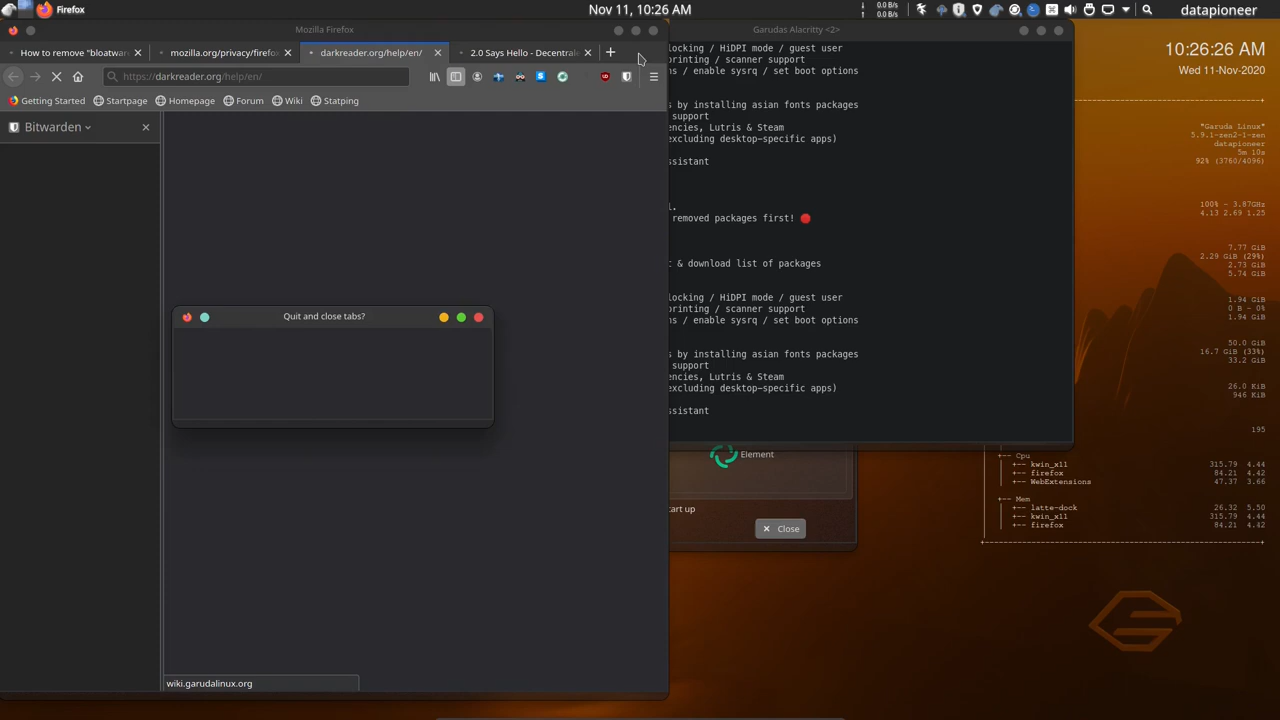 Firefox
Nov 11, 10:26 AM
0.0 B/s
0.0 B/s
0.0 B/s
0.0 B/s
datapioneer
Mozilla Firefox
How to remove "bloatwar
mozilla.org/privacy/firefo
darkreader.org/help/en/
2.0 Says Hello - Decentrale
https://darkreader.org/help/en/
Getting Started
Startpage
Homepage
Forum
Wiki
Statping
Bitwarden
Quit and close tabs?
wiki.garudalinux.org
Garudas Alacritty <2>
locking / HiDPI mode / guest user
printing / scanner support
ns / enable sysrq / set boot options
s by installing asian fonts packages
support
encies, Lutris & Steam
(excluding desktop-specific apps)
ssistant
l.
removed packages first!
t & download list of packages
locking / HiDPI mode / guest user
printing / scanner support
ns / enable sysrq / set boot options
s by installing asian fonts packages
support
encies, Lutris & Steam
(excluding desktop-specific apps)
ssistant
Element
art up
Close
10:26:26 AM
Wed 11-Nov-2020
"Garuda Linux"
5.9.1-zen2-1-zen
datapioneer
5m 10s
92% (3760/4096)
100% - 3.87GHz
4.13 2.69 1.25
7.77 GiB
2.29 GiB (29%)
2.73 GiB
5.74 GiB
1.94 GiB
0 B - 0%
1.94 GiB
50.0 GiB
16.7 GiB (33%)
33.2 GiB
26.0 KiB
946 KiB
195
Cpu
kwin_x11 315.79 4.44
firefox 84.21 4.42
WebExtensions 47.37 3.66
Mem
latte-dock 26.32 5.50
kwin_x11 315.79 4.44
firefox 84.21 4.42